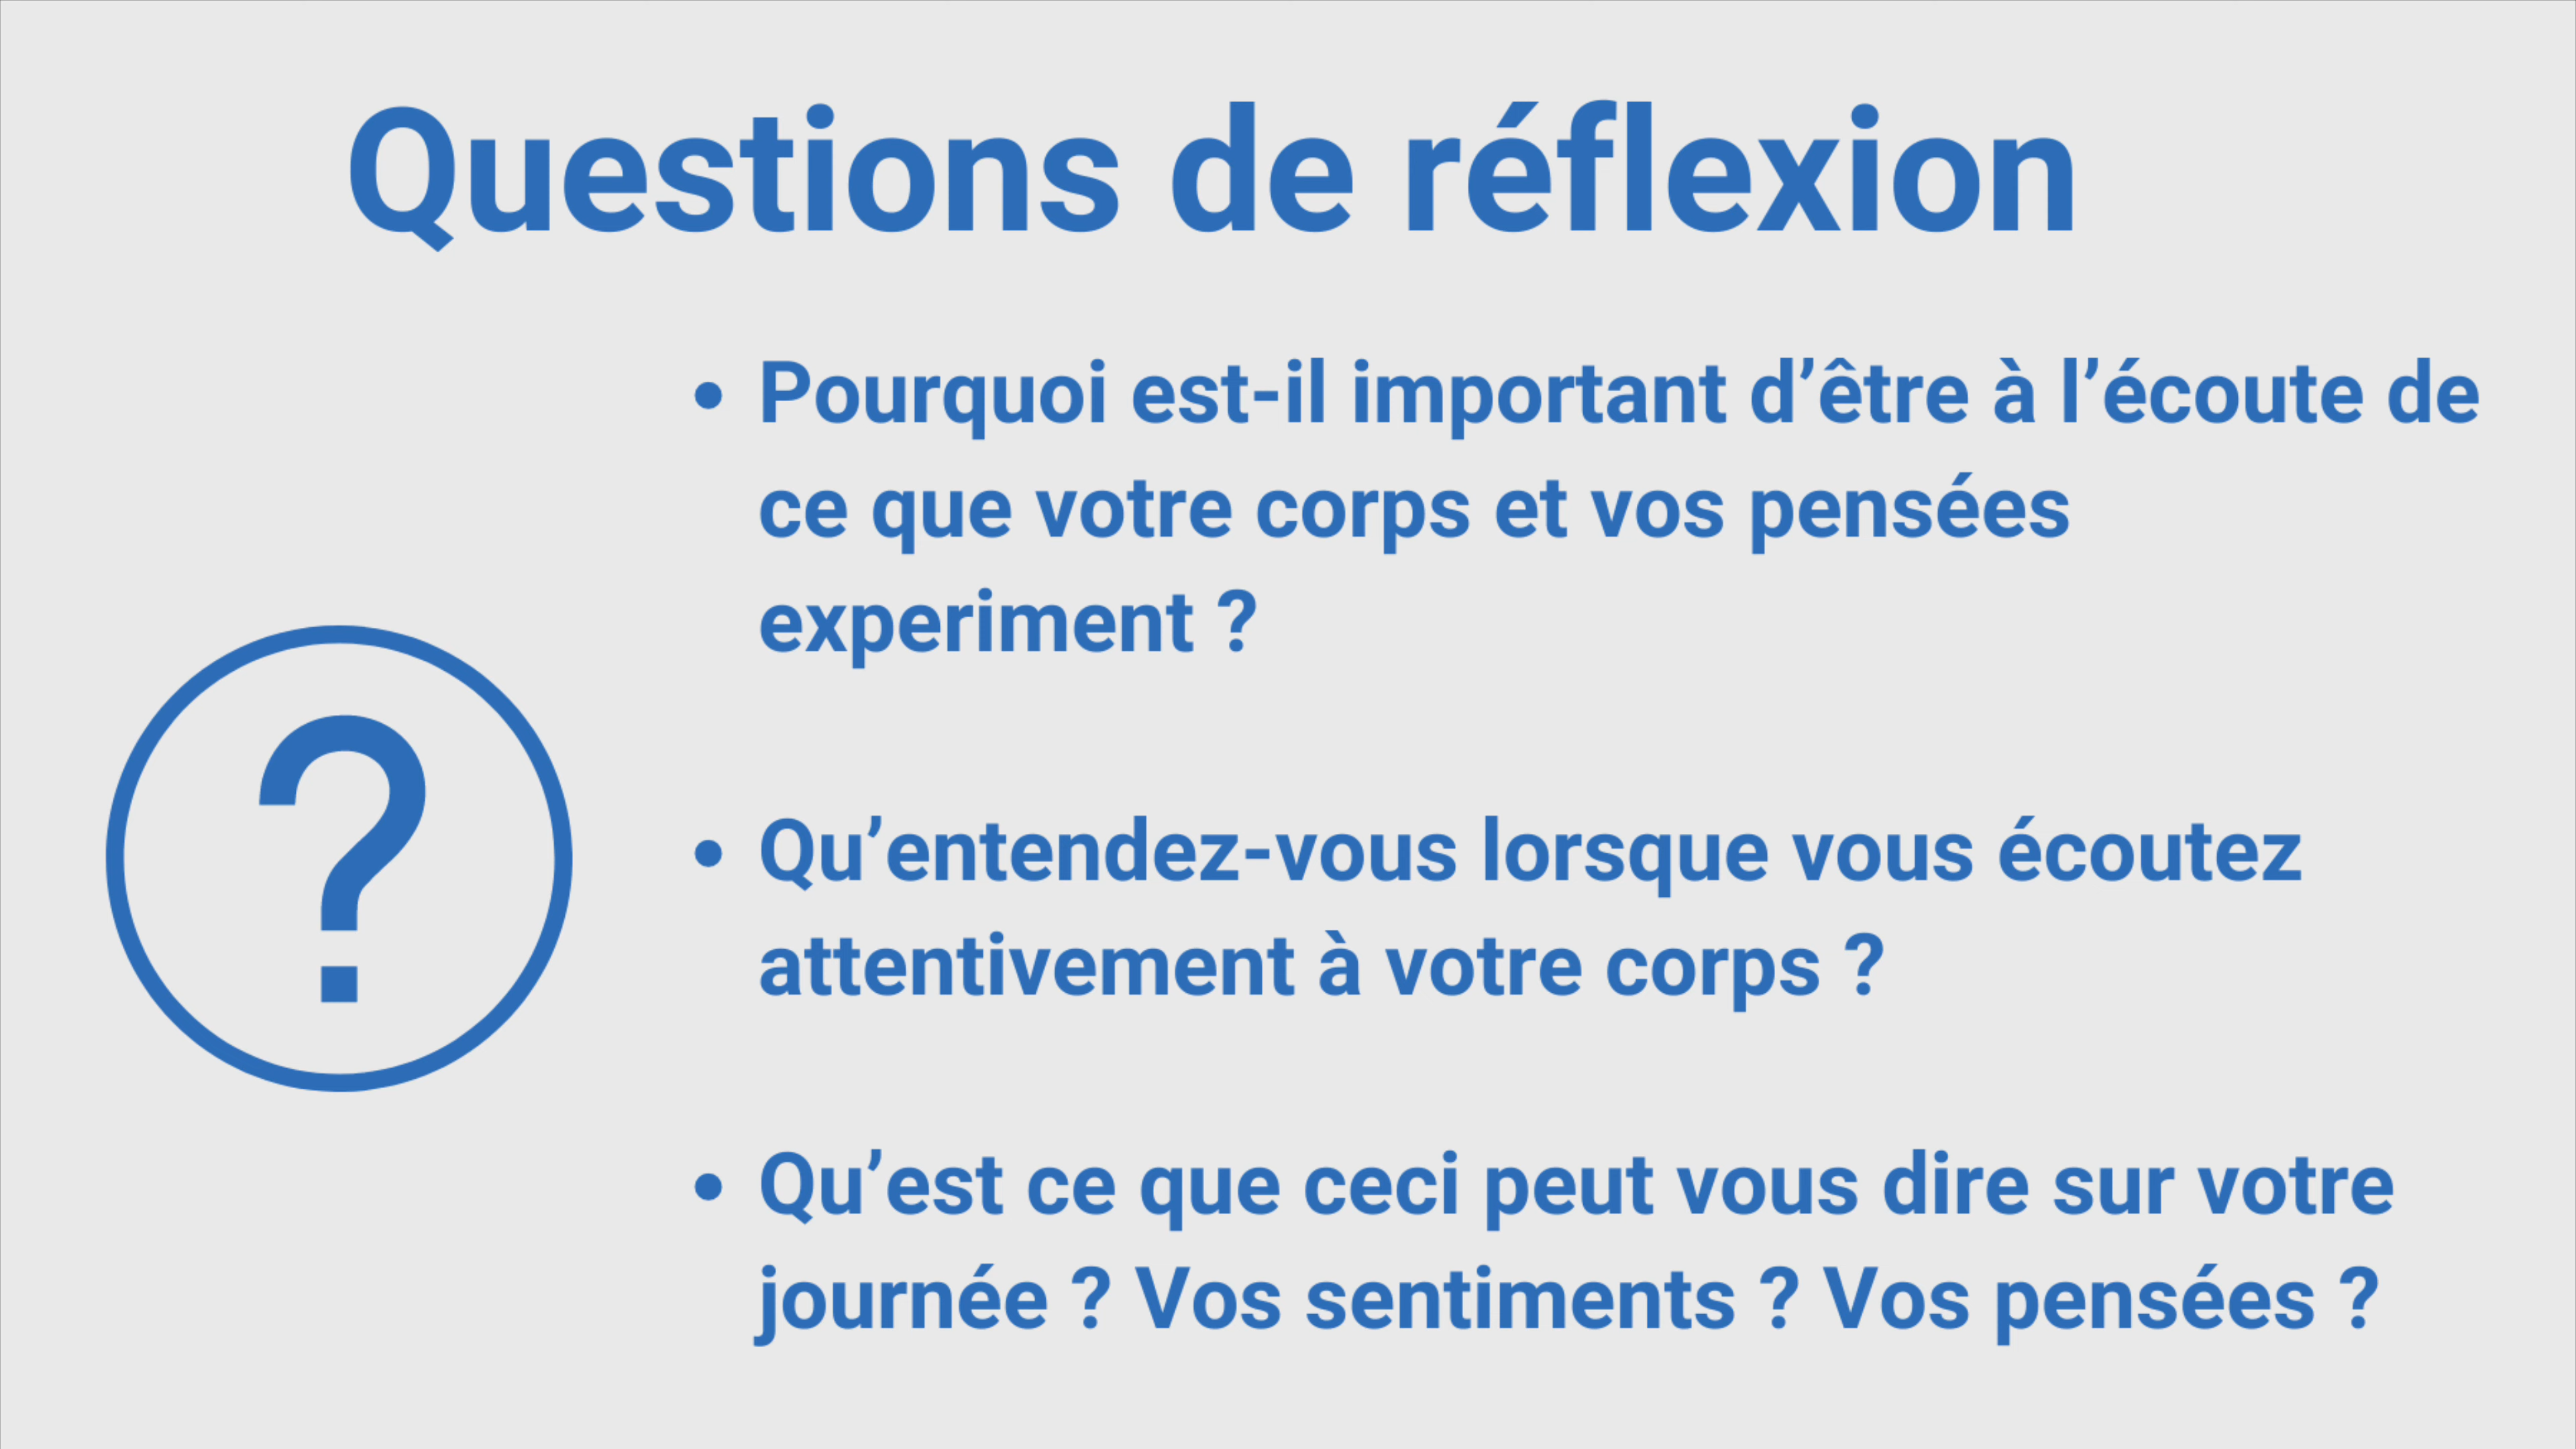 Questions de réflexion
• Pourquoi est-il important d’être à l’écoute de
ce que votre corps et vos pensées
experiment ?
?
• Qu’entendez-vous lorsque vous écoutez
attentivement à votre corps ?
• Qu’est ce que ceci peut vous dire sur votre
journée ? Vos sentiments ? Vos pensées ?